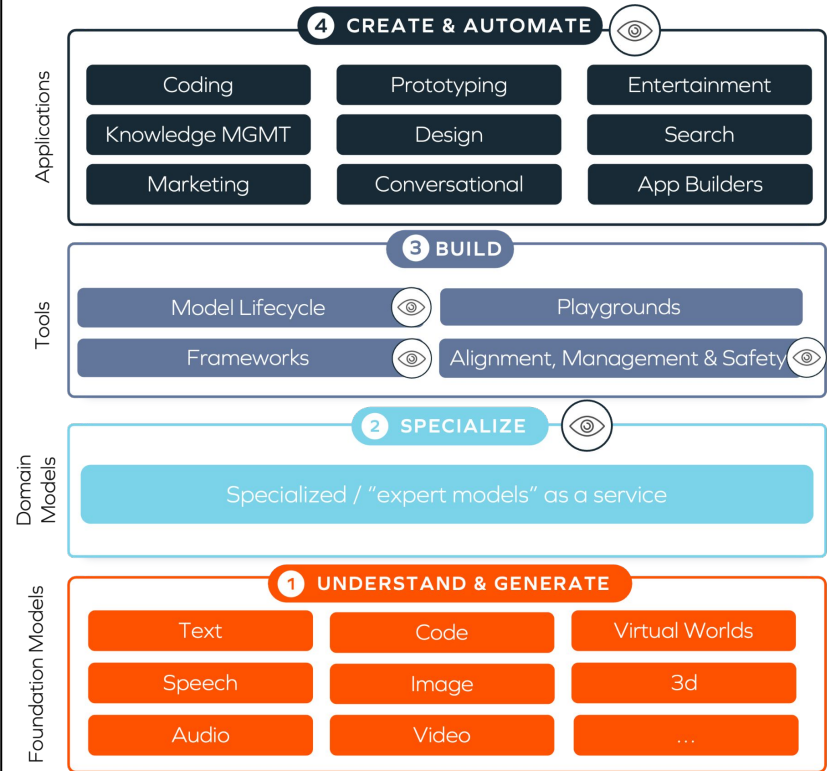 4 CREATE & AUTOMATE
Applications
Coding Prototyping Entertainment
Knowledge MGMT Design Search
Marketing Conversational App Builders
3 BUILD
Tools
Model Lifecycle Playgrounds
Frameworks Alignment, Management & Safety
2 SPECIALIZE
Domain
Models
Specialized / "expert models" as a service
1 UNDERSTAND & GENERATE
Foundation Models
Text Code Virtual Worlds
Speech Image 3d
Audio Video ...